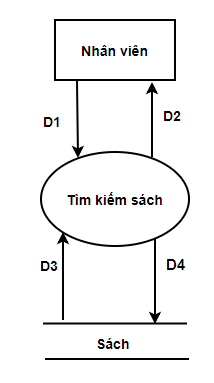 Nhân viên
D1
D2
Tìm kiếm sách
D3
D4
Sách